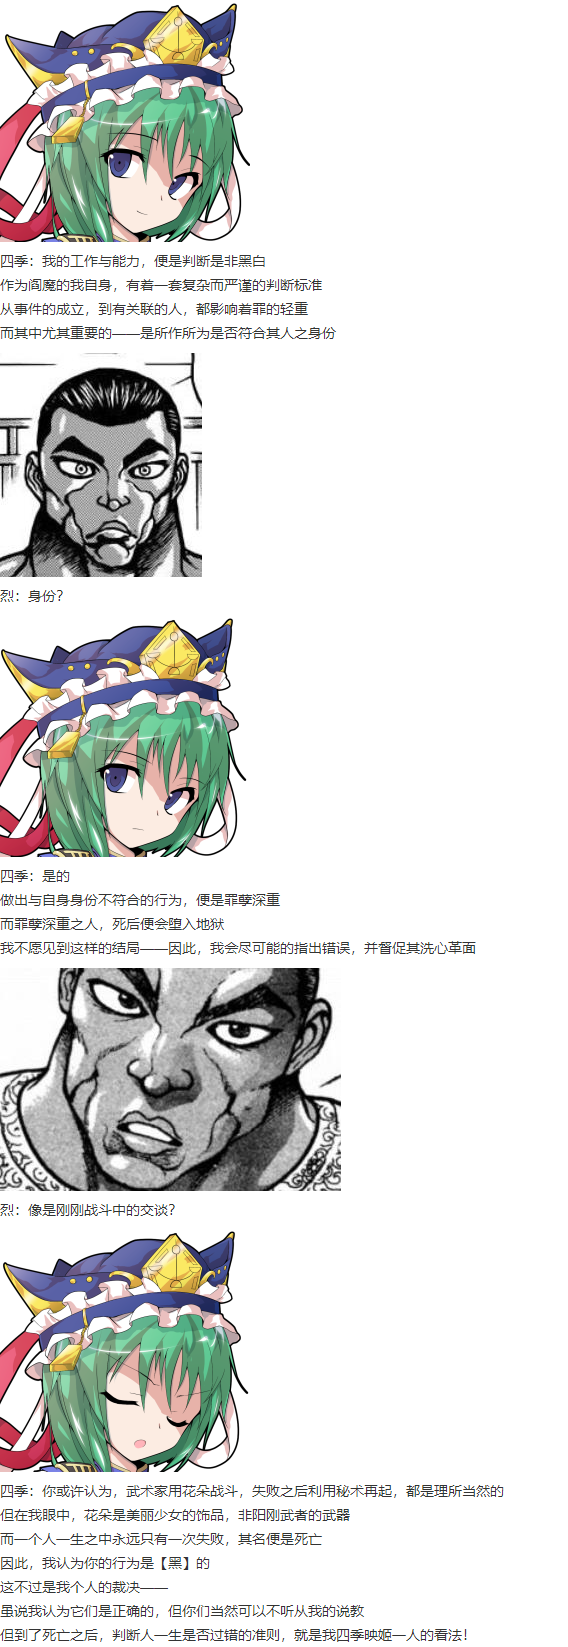 四季：我的工作与能力，便是判断是非黑白
作为阎魔的我自身，有着一套复杂而严谨的判断标准
从事件的成立，到有关联的人，都影响着罪的轻重
而其中尤其重要的——是所作所为是否符合其人之身份
烈：身份？
四季：是的
做出与自身身份不符合的行为，便是罪孽深重
而罪孽深重之人，死后便会堕入地狱
我不愿见到这样的结局——因此，我会尽可能的指出错误，并督促其洗心革面
烈：像是刚刚战斗中的交谈？
四季：你或许认为，武术家用花朵战斗，失败之后利用秘术再起，都是理所当然的
但在我眼中，花朵是美丽少女的饰品，非阳刚武者的武器
而一个人一生之中永远只有一次失败，其名便是死亡
因此，我认为你的行为是【黑】的
这不过是我个人的裁决——
虽说我认为它们是正确的，但你们当然可以不听从我的说教
但到了死亡之后，判断人一生是否过错的准则，就是我四季映姬一人的看法！